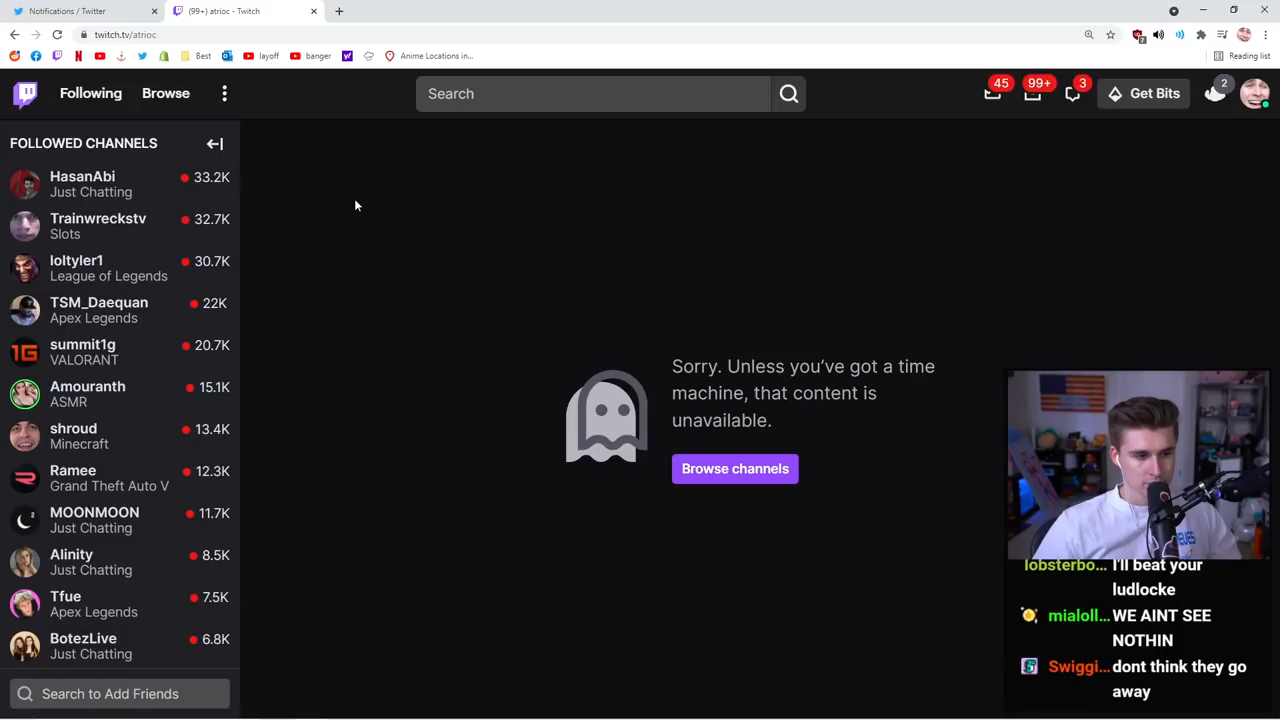 Notifications / Twitter
(99+) atrioc - Twitch
twitch.tv/atrioc
7
Best
layoff
banger
Anime Locations in...
Reading list
Following
Browse
Search
45
99+
3
Get Bits
2
FOLLOWED CHANNELS
HasanAbi
33.2K
Just Chatting
Trainwreckstv
32.7K
Slots
loltyler1
30.7K
League of Legends
TSM_Daequan
22K
Apex Legends
summit1g
20.7K
VALORANT
1G
Amouranth
15.1K
ASMR
shroud
13.4K
Minecraft
Ramee
12.3K
Grand Theft Auto V
MOONMOON
11.7K
Just Chatting
Alinity
8.5K
Just Chatting
Tfue
7.5K
Apex Legends
BotezLive
6.8K
Just Chatting
Search to Add Friends
Sorry. Unless you’ve got a time
machine, that content is
unavailable.
Browse channels
lobsterbo... I'll beat your
ludlocke
mialoll... WE AINT SEE
NOTHIN
Swiggi... dont think they go
away